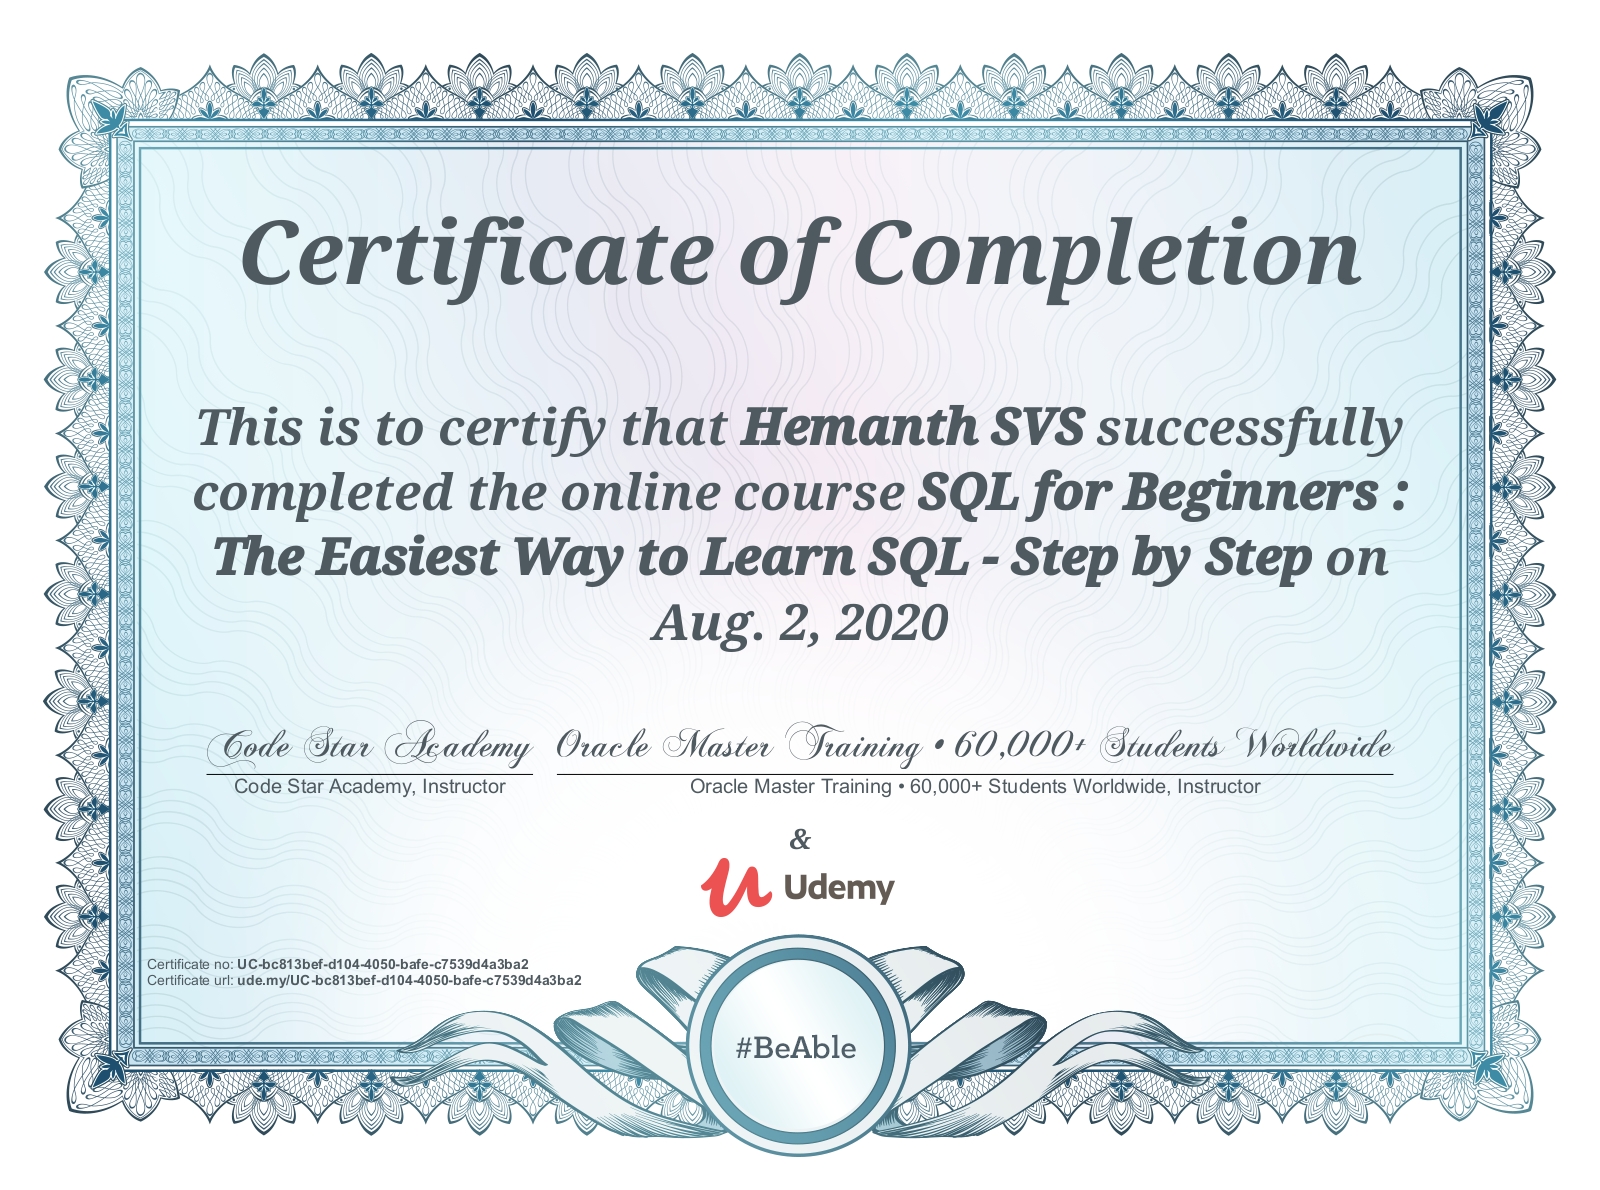 Certificate of Completion
This is to certify that Hemanth SVS successfully
completed the online course SQL for Beginners :
The Easiest Way to Learn SQL - Step by Step on
Aug. 2, 2020
Code Star Academy
Oracle Master Training • 60,000+ Students Worldwide
Code Star Academy, Instructor
Oracle Master Training • 60,000+ Students Worldwide, Instructor
&
Udemy
Certificate no: UC-bc813bef-d104-4050-bafe-c7539d4a3ba2
Certificate url: ude.my/UC-bc813bef-d104-4050-bafe-c7539d4a3ba2
#BeAble